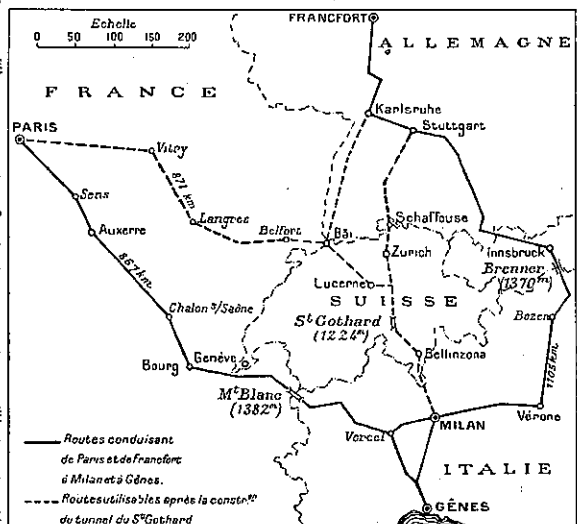 Echelle
0 50 100 150 200
FRANCFORT
ALLEMAGNE
FRANCE
Karlsruhe
Stuttgart
PARIS
Vitry
871 km
Sens
Langres
Auxerre
Belfort
Bâl
Schaffouse
Zurich
Innsbruck
Brenner
(1370m)
867 km
Lucerne
SUISSE
St Gothard
(1224m)
Bozen
Chalon s/Saône
Bellinzona
1105 km
Bourg
Genève
Mt Blanc
(1382m)
Vercel
MILAN
Vérone
Routes conduisant
de Paris et de Francfort
à Milan et à Gênes.
ITALIE
Routes utilisables après la constron
du tunnel du St Gothard
GÊNES